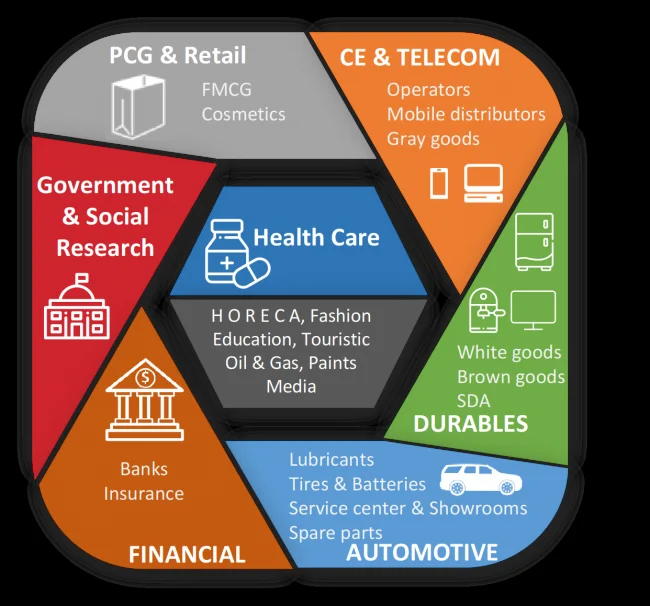 PCG & Retail
FMCG
Cosmetics
CE & TELECOM
Operators
Mobile distributors
Gray goods
Government
& Social
Research
Health Care
H O R E C A, Fashion
Education, Touristic
Oil & Gas, Paints
Media
White goods
Brown goods
SDA
DURABLES
$
Banks
Insurance
FINANCIAL
Lubricants
Tires & Batteries
Service center & Showrooms
Spare parts
AUTOMOTIVE